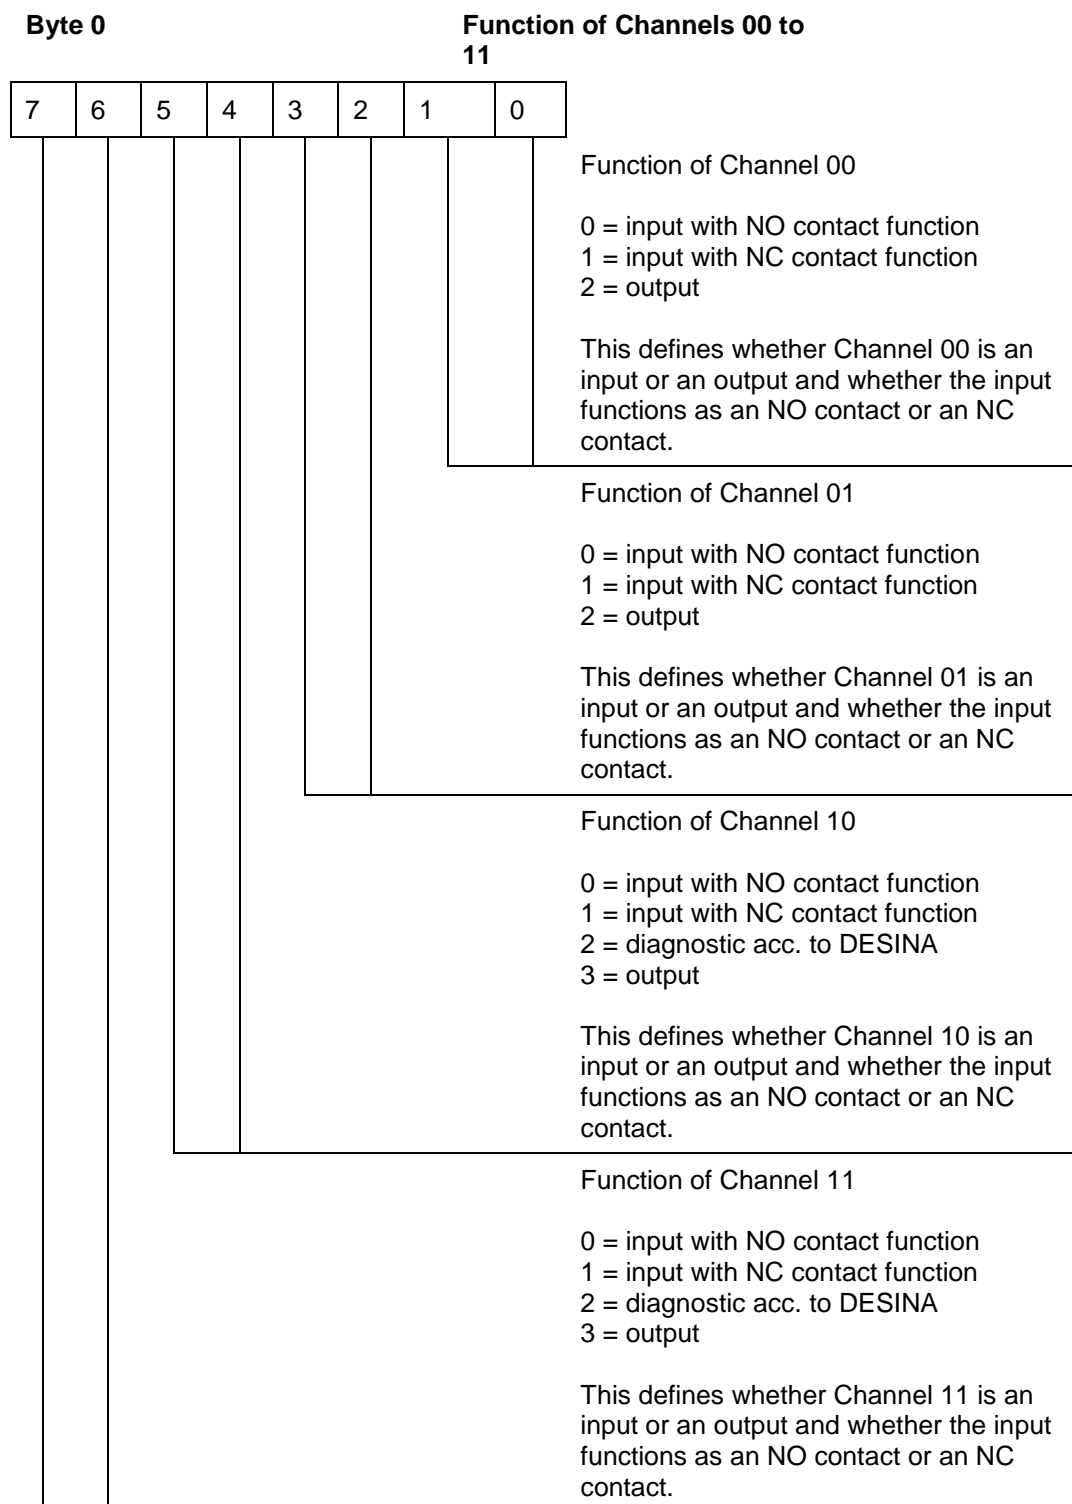 Byte 0
Function of Channels 00 to
11
7 6 5 4 3 2 1 0
Function of Channel 00
0 = input with NO contact function
1 = input with NC contact function
2 = output
This defines whether Channel 00 is an
input or an output and whether the input
functions as an NO contact or an NC
contact.
Function of Channel 01
0 = input with NO contact function
1 = input with NC contact function
2 = output
This defines whether Channel 01 is an
input or an output and whether the input
functions as an NO contact or an NC
contact.
Function of Channel 10
0 = input with NO contact function
1 = input with NC contact function
2 = diagnostic acc. to DESINA
3 = output
This defines whether Channel 10 is an
input or an output and whether the input
functions as an NO contact or an NC
contact.
Function of Channel 11
0 = input with NO contact function
1 = input with NC contact function
2 = diagnostic acc. to DESINA
3 = output
This defines whether Channel 11 is an
input or an output and whether the input
functions as an NO contact or an NC
contact.